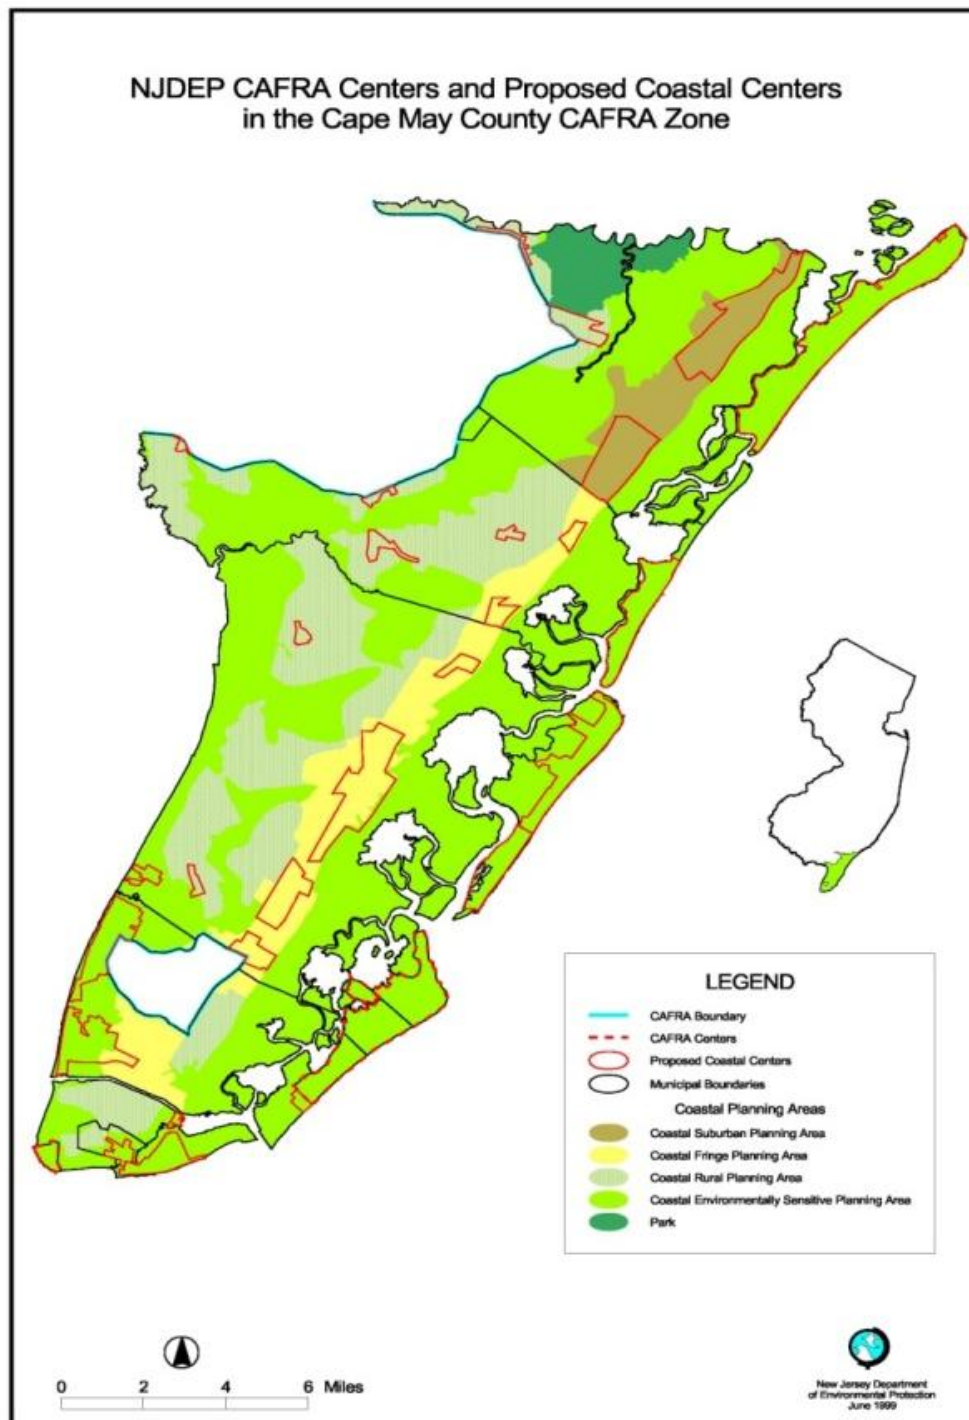 NJDEP CAFRA Centers and Proposed Coastal Centers
in the Cape May County CAFRA Zone
LEGEND
CAFRA Boundary
CAFRA Centers
Proposed Coastal Centers
Municipal Boundaries
Coastal Planning Areas
Coastal Suburban Planning Area
Coastal Fringe Planning Area
Coastal Rural Planning Area
Coastal Environmentally Sensitive Planning Area
Park
0 2 4 6 Miles
New Jersey Department
of Environmental Protection
June 1999